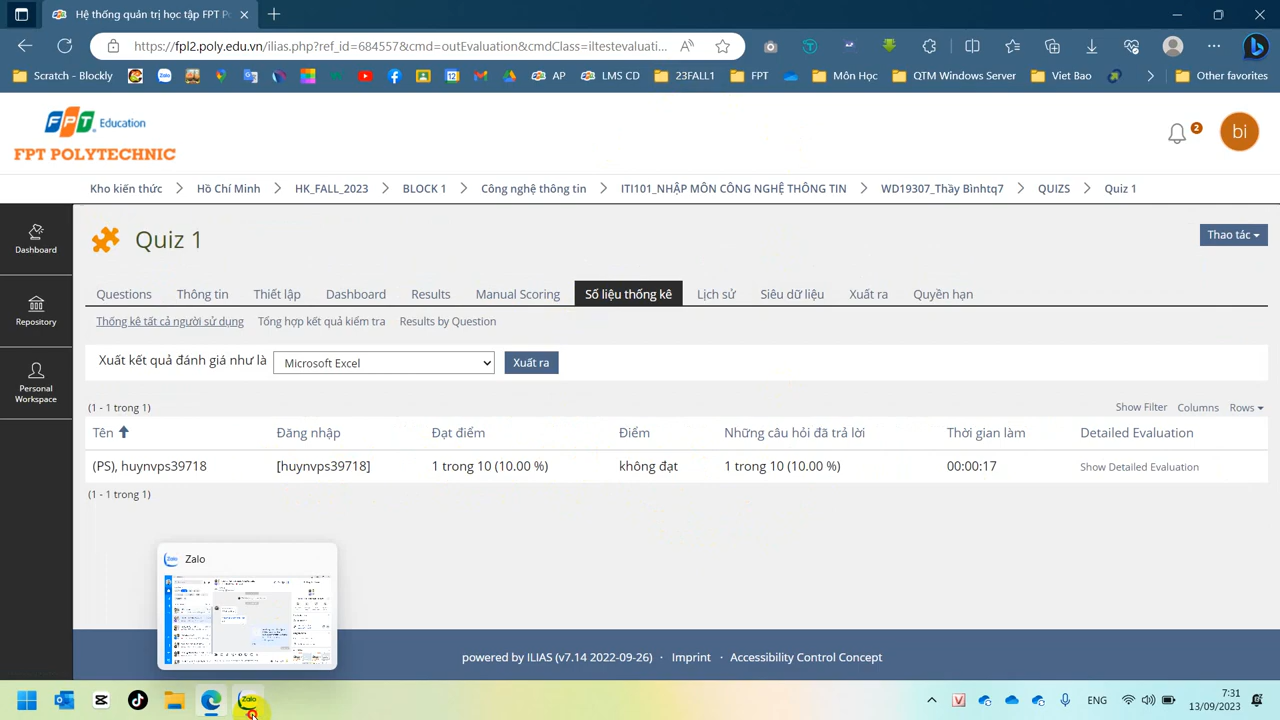 Hệ thống quản trị học tập FPT Po
https://fpl2.poly.edu.vn/ilias.php?ref_id=684557&cmd=outEvaluation&cmdClass=iltestevaluati...
Scratch - Blockly
AP
LMS CD
23FALL1
FPT
Môn Học
QTM Windows Server
Viet Bao
Other favorites
FPT Education
FPT POLYTECHNIC
2
bi
Kho kiến thức
Hồ Chí Minh
HK_FALL_2023
BLOCK 1
Công nghệ thông tin
ITI101_NHẬP MÔN CÔNG NGHỆ THÔNG TIN
WD19307_Thầy Bìnhtq7
QUIZS
Quiz 1
Dashboard
Repository
Personal
Workspace
Quiz 1
Thao tác
Questions
Thông tin
Thiết lập
Dashboard
Results
Manual Scoring
Số liệu thống kê
Lịch sử
Siêu dữ liệu
Xuất ra
Quyền hạn
Thống kê tất cả người sử dụng
Tổng hợp kết quả kiểm tra
Results by Question
Xuất kết quả đánh giá như là
Microsoft Excel
Xuất ra
(1 - 1 trong 1)
Show Filter
Columns
Rows
Tên
Đăng nhập
Đạt điểm
Điểm
Những câu hỏi đã trả lời
Thời gian làm
Detailed Evaluation
(PS), huynvps39718
[huynvps39718]
1 trong 10 (10.00 %)
không đạt
1 trong 10 (10.00 %)
00:00:17
Show Detailed Evaluation
(1 - 1 trong 1)
Zalo
powered by ILIAS (v7.14 2022-09-26) · Imprint · Accessibility Control Concept
Zalo
ENG
7:31
13/09/2023